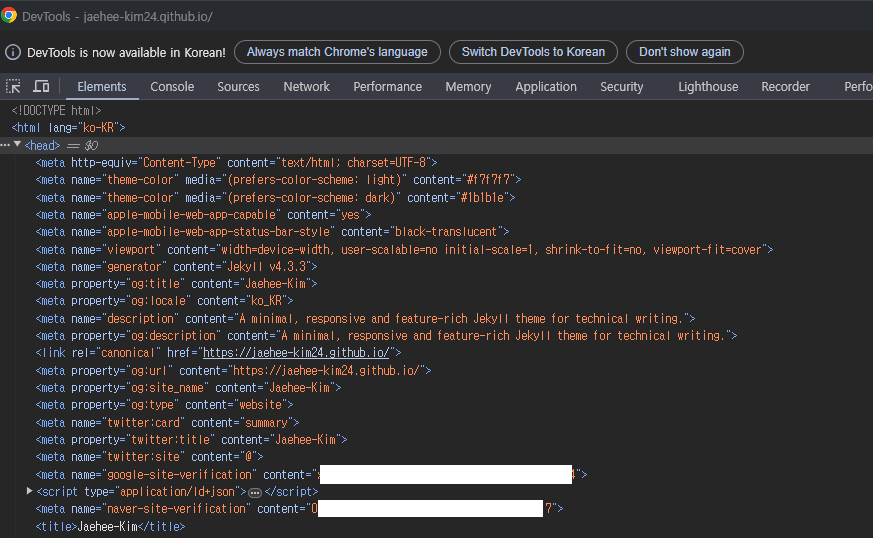 DevTools - jaehee-kim24.github.io/
DevTools is now available in Korean! Always match Chrome's language Switch DevTools to Korean Don't show again
Elements Console Sources Network Performance Memory Application Security Lighthouse Recorder Perfo
<!DOCTYPE html>
<html lang="ko-KR">
••• ▼ <head> == $0
<meta http-equiv="Content-Type" content="text/html; charset=UTF-8">
<meta name="theme-color" media="(prefers-color-scheme: light)" content="#f7f7f7">
<meta name="theme-color" media="(prefers-color-scheme: dark)" content="#1b1b1e">
<meta name="apple-mobile-web-app-capable" content="yes">
<meta name="apple-mobile-web-app-status-bar-style" content="black-translucent">
<meta name="viewport" content="width=device-width, user-scalable=no initial-scale=1, shrink-to-fit=no, viewport-fit=cover">
<meta name="generator" content="Jekyll v4.3.3">
<meta property="og:title" content="Jaehee-Kim">
<meta property="og:locale" content="ko_KR">
<meta name="description" content="A minimal, responsive and feature-rich Jekyll theme for technical writing.">
<meta property="og:description" content="A minimal, responsive and feature-rich Jekyll theme for technical writing.">
<link rel="canonical" href="https://jaehee-kim24.github.io/">
<meta property="og:url" content="https://jaehee-kim24.github.io/">
<meta property="og:site_name" content="Jaehee-Kim">
<meta property="og:type" content="website">
<meta name="twitter:card" content="summary">
<meta property="twitter:title" content="Jaehee-Kim">
<meta name="twitter:site" content="@">
<meta name="google-site-verification" content=" ">
▶ <script type="application/ld+json">•••</script>
<meta name="naver-site-verification" content=" 7">
<title>Jaehee-Kim</title>